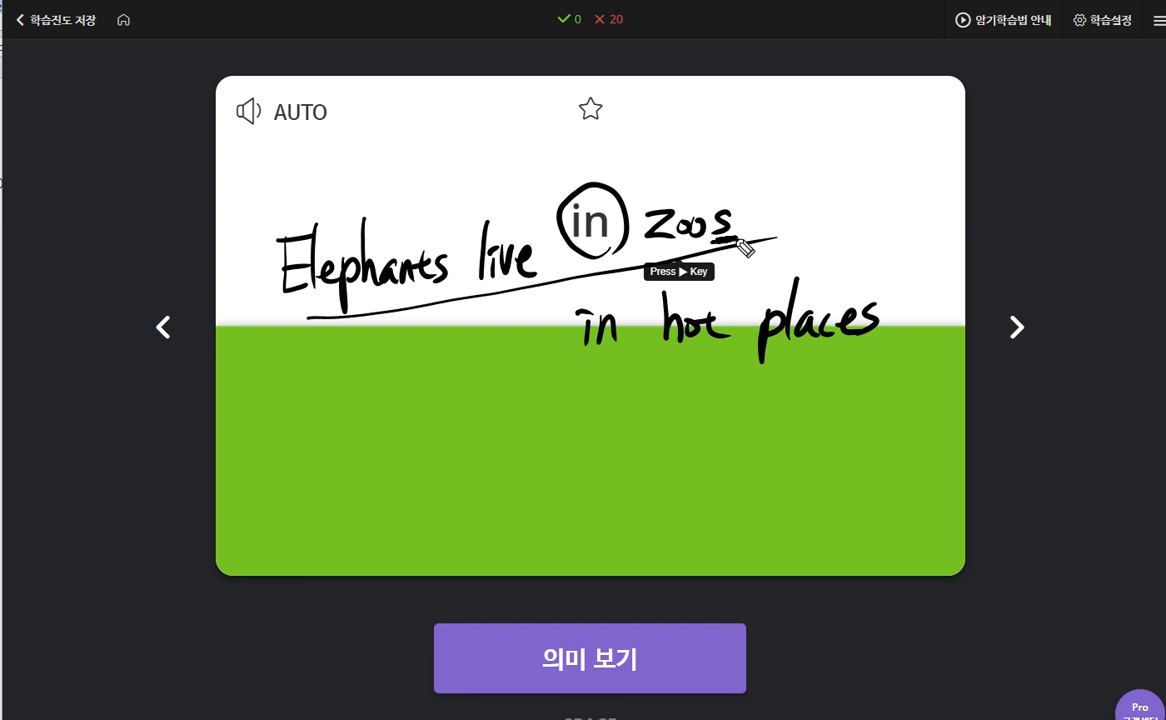 학습진도 저장
0 20
암기학습법 안내
학습설정
AUTO
Elephants live in zoos
Press ▶ Key
in hot places
의미 보기
Pro